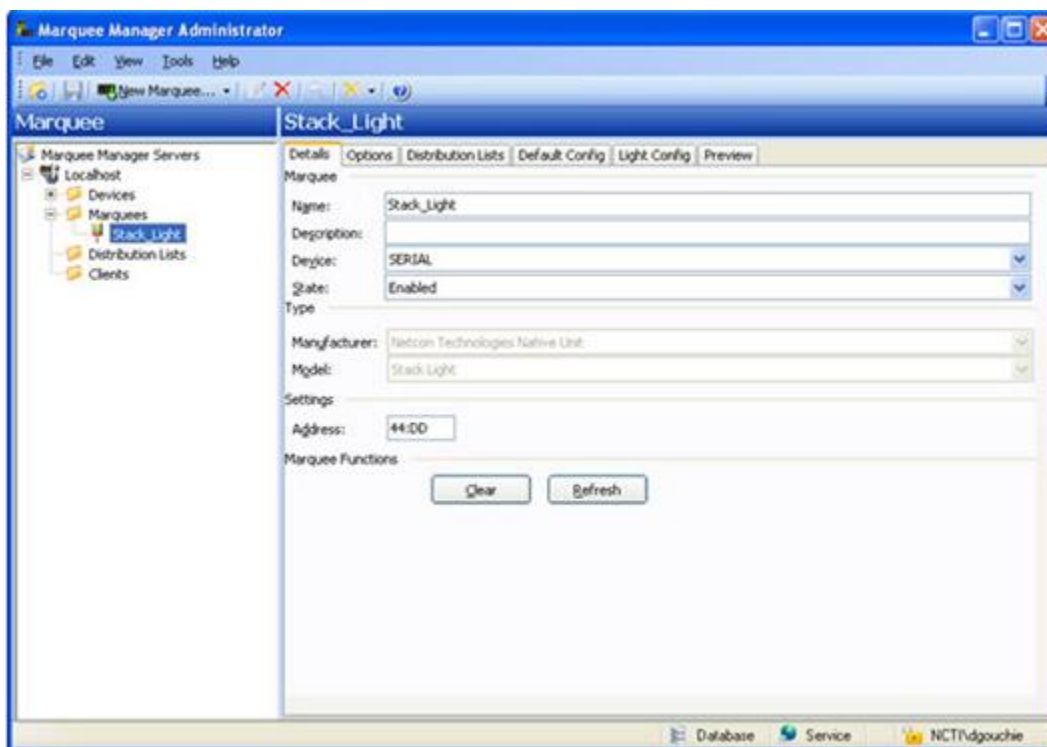 Marquee Manager Administrator
File Edit View Tools Help
New Marquee...
Marquee
Stack_Light
Marquee Manager Servers
Localhost
Devices
Marquees
Stack_Light
Distribution Lists
Clients
Details Options Distribution Lists Default Config Light Config Preview
Marquee
Name: Stack_Light
Description:
Device: SERIAL
State: Enabled
Type
Manufacturer: Netcon Technologies Native Unit
Model: Stack Light
Settings
Address: 44:DD
Marquee Functions
Clear Refresh
Database Service NCTI\dgouchie